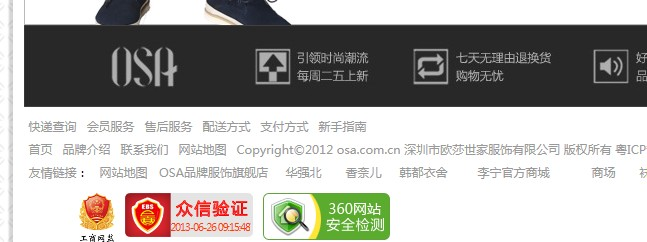 OSA
引领时尚潮流
每周二五上新
七天无理由退换货
购物无忧
快递查询 会员服务 售后服务 配送方式 支付方式 新手指南
首页 品牌介绍 联系我们 网站地图 Copyright©2012 osa.com.cn 深圳市欧莎世家服饰有限公司 版权所有 粤ICP
友情链接： 网站地图 OSA品牌服饰旗舰店 华强北 香奈儿 韩都衣舍 李宁官方商城 商场
工商网监
EBS
众信验证
2013-06-26 09:15:48
360网站
安全检测